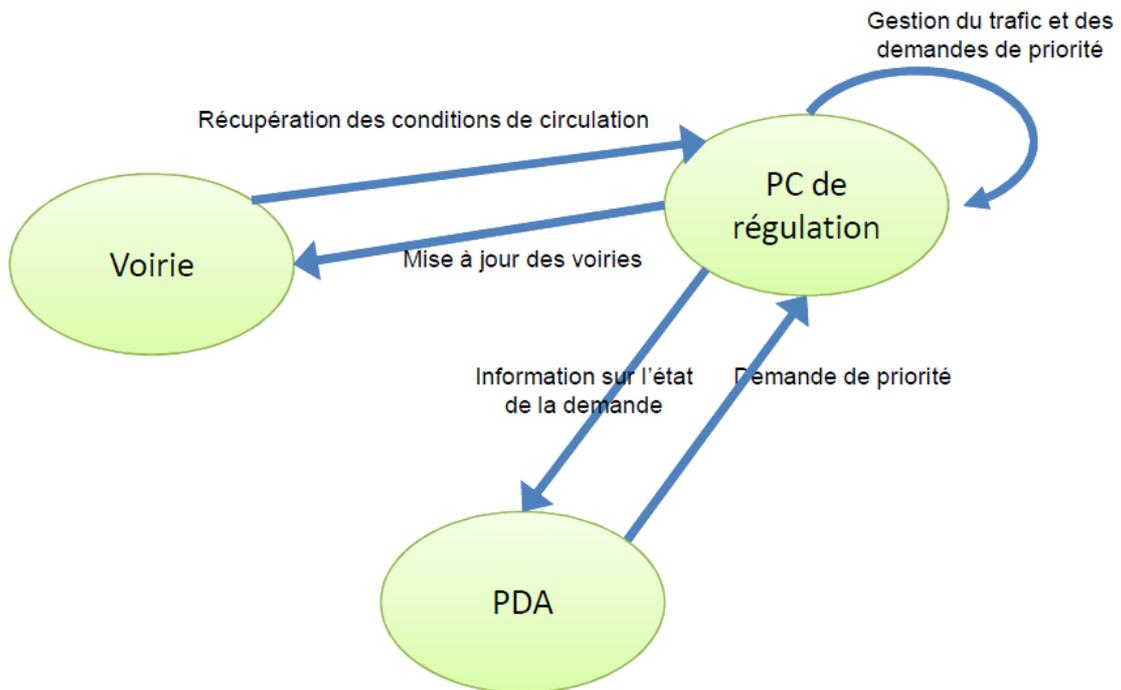 Gestion du trafic et des
demandes de priorité
Récupération des conditions de circulation
PC de
régulation
Voirie
Mise à jour des voiries
Information sur l'état
de la demande
Demande de priorité
PDA